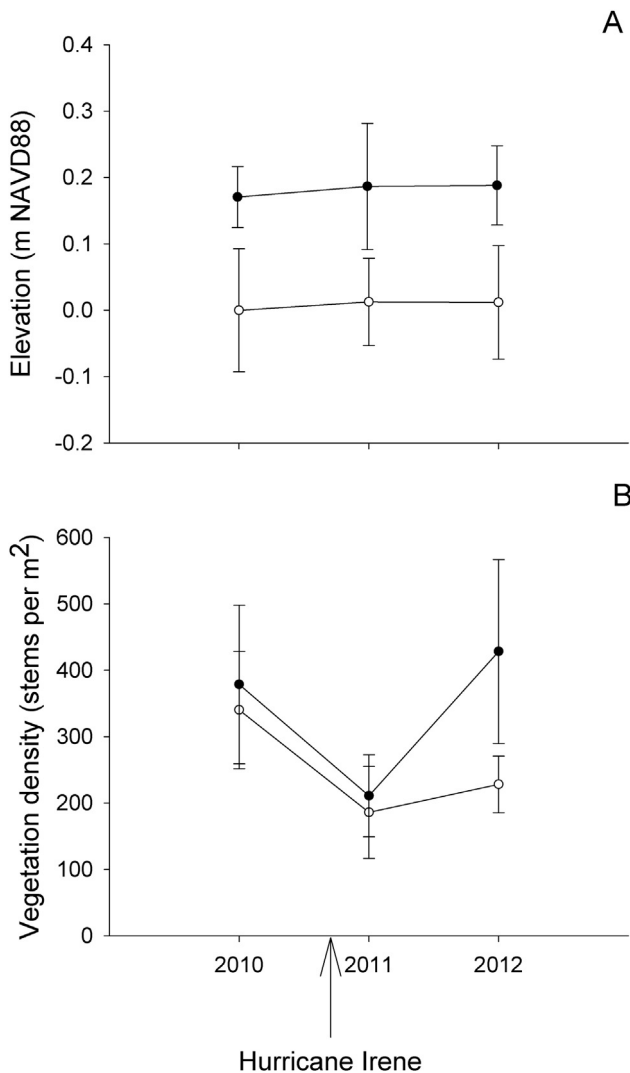 A
0.4
0.3
0.2
0.1
0.0
-0.1
-0.2
Elevation (m NAVD88)
B
600
500
400
300
200
100
0
Vegetation density (stems per m²)
2010 2011 2012
Hurricane Irene